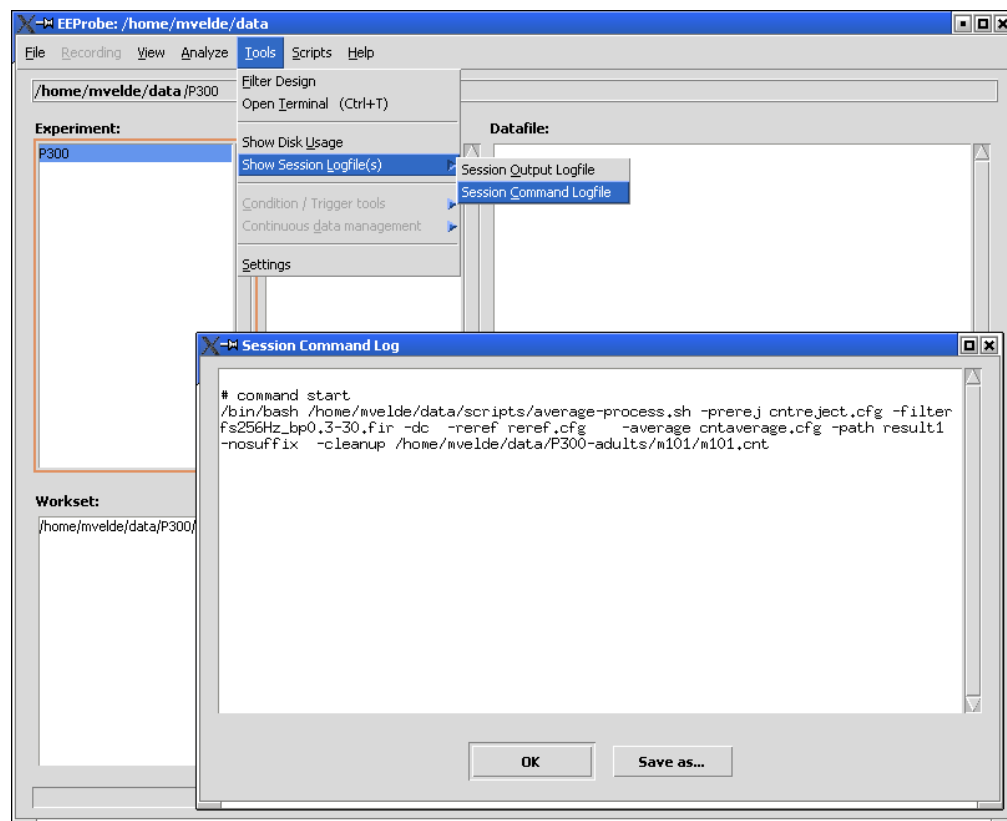 EEProbe: /home/mvelde/data
File Recording View Analyze Tools Scripts Help
/home/mvelde/data /P300
Filter Design
Open Terminal (Ctrl+T)
Show Disk Usage
Show Session Logfile(s)
Condition / Trigger tools
Continuous data management
Settings
Session Output Logfile
Session Command Logfile
Experiment:
P300
Datafile:
Workset:
/home/mvelde/data/P300/
Session Command Log
# command start
/bin/bash /home/mvelde/data/scripts/average-process.sh -prerej cntreject.cfg -filter
fs256Hz_bp0.3-30.fir -dc  -reref reref.cfg    -average cntaverage.cfg -path result1
-nosuffix  -cleanup /home/mvelde/data/P300-adults/m101/m101.cnt
OK
Save as...